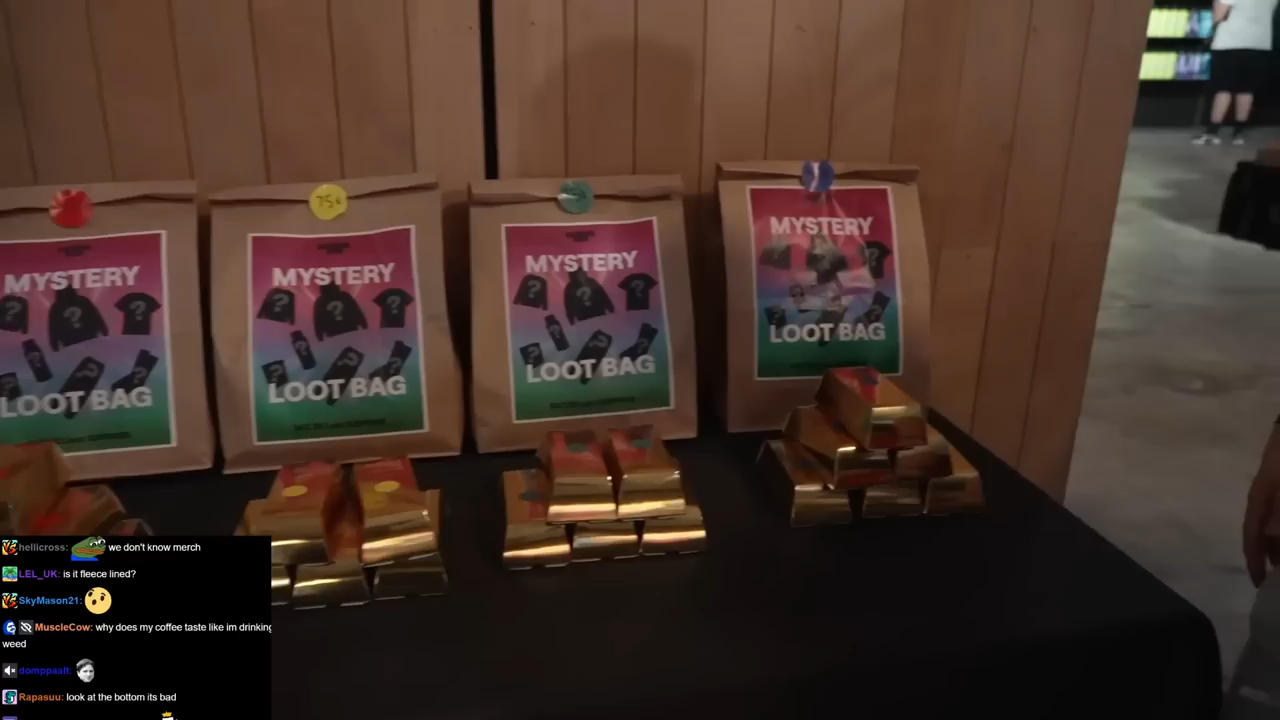 75€
MYSTERY
LOOT BAG
MYSTERY
LOOT BAG
MYSTERY
LOOT BAG
MYSTERY
LOOT BAG
hellicross: we don't know merch
LEL_UK: is it fleece lined?
SkyMason21:
MuscleCow: why does my coffee taste like im drinking
weed
domppaalt:
Rapasuu: look at the bottom its bad